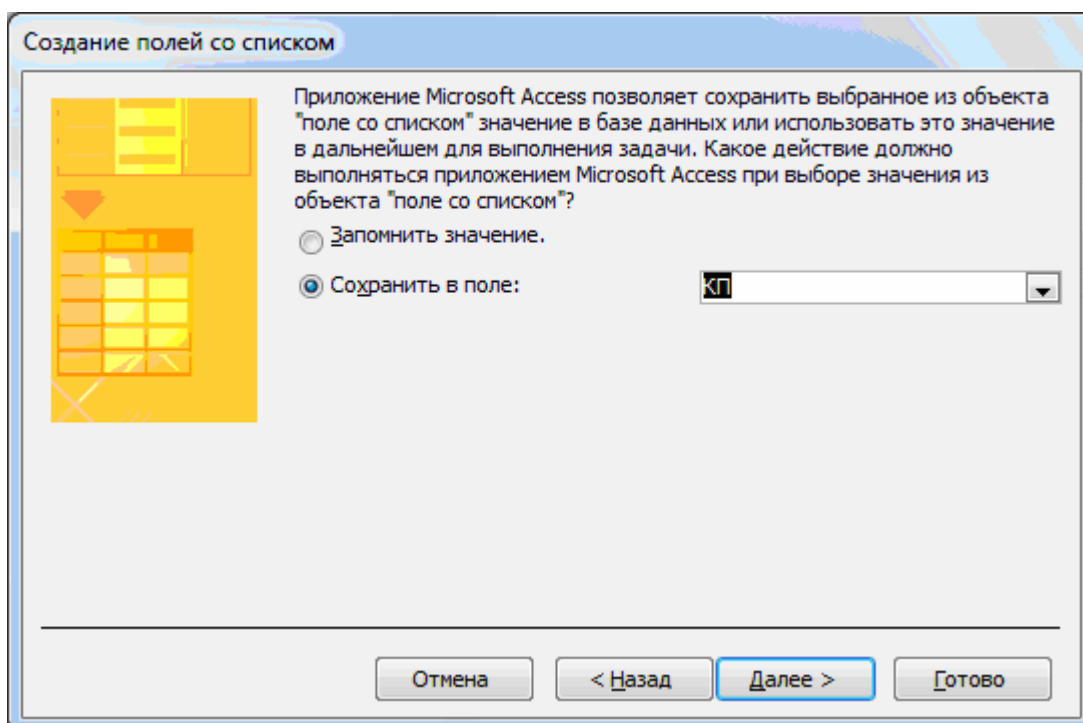 Создание полей со списком
Приложение Microsoft Access позволяет сохранить выбранное из объекта
"поле со списком" значение в базе данных или использовать это значение
в дальнейшем для выполнения задачи. Какое действие должно
выполняться приложением Microsoft Access при выборе значения из
объекта "поле со списком"?
Запомнить значение.
Сохранить в поле:
КП
Отмена
< Назад
Далее >
Готово